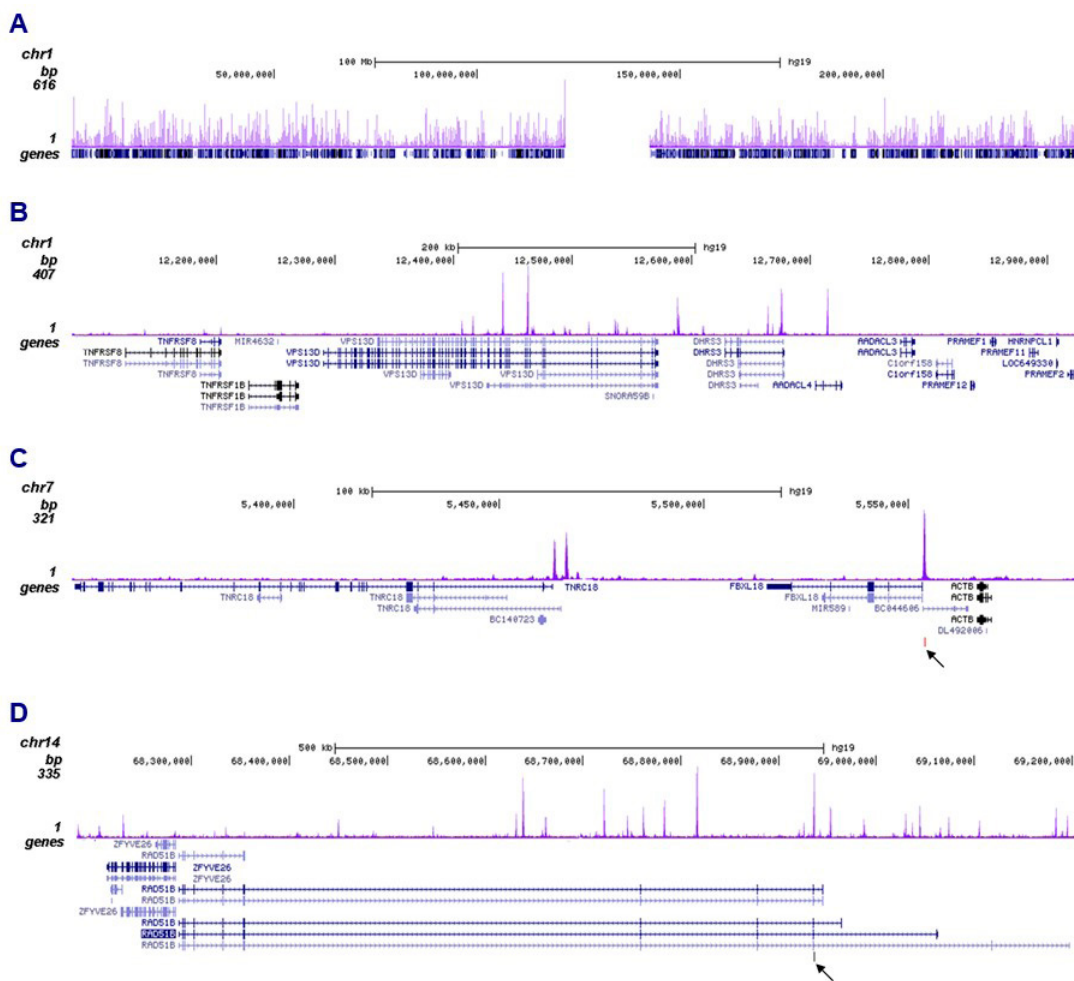 A
chr1 100 Mb hg19
bp 50,000,000 100,000,000 150,000,000 200,000,000
616
1
genes
B
chr1 200 kb hg19
bp 12,200,000 12,300,000 12,400,000 12,500,000 12,600,000 12,700,000 12,800,000 12,900,000
407
1
genes
TNFRSF8 MIR4632 VPS13D DHRS3 AADACL3 PRAMEF1 HNRNPCL1
TNFRSF8 VPS13D DHRS3 AADACL3 PRAMEF11 LOC649330
TNFRSF8 VPS13D DHRS3 C1orf158
TNFRSF8 VPS13D VPS13D DHRS3 C1orf158 PRAMEF2
TNFRSF1B VPS13D DHRS3 AADACL4 PRAMEF12
TNFRSF1B SNORA59B
TNFRSF1B
C
chr7 100 kb hg19
bp 5,400,000 5,450,000 5,500,000 5,550,000
321
1
genes
TNRC18 FBXL18 ACTB
TNRC18 TNRC18 FBXL18 ACTB
TNRC18 MIR589 BC044606
BC140723 ACTB
DL492006
D
chr14 500 kb hg19
bp 68,300,000 68,400,000 68,500,000 68,600,000 68,700,000 68,800,000 68,900,000 69,000,000 69,100,000 69,200,000
335
1
genes
ZFYVE26
RAD51B
ZFYVE26
ZFYVE26
RAD51B
RAD51B
ZFYVE26
RAD51B
RAD51B
RAD51B